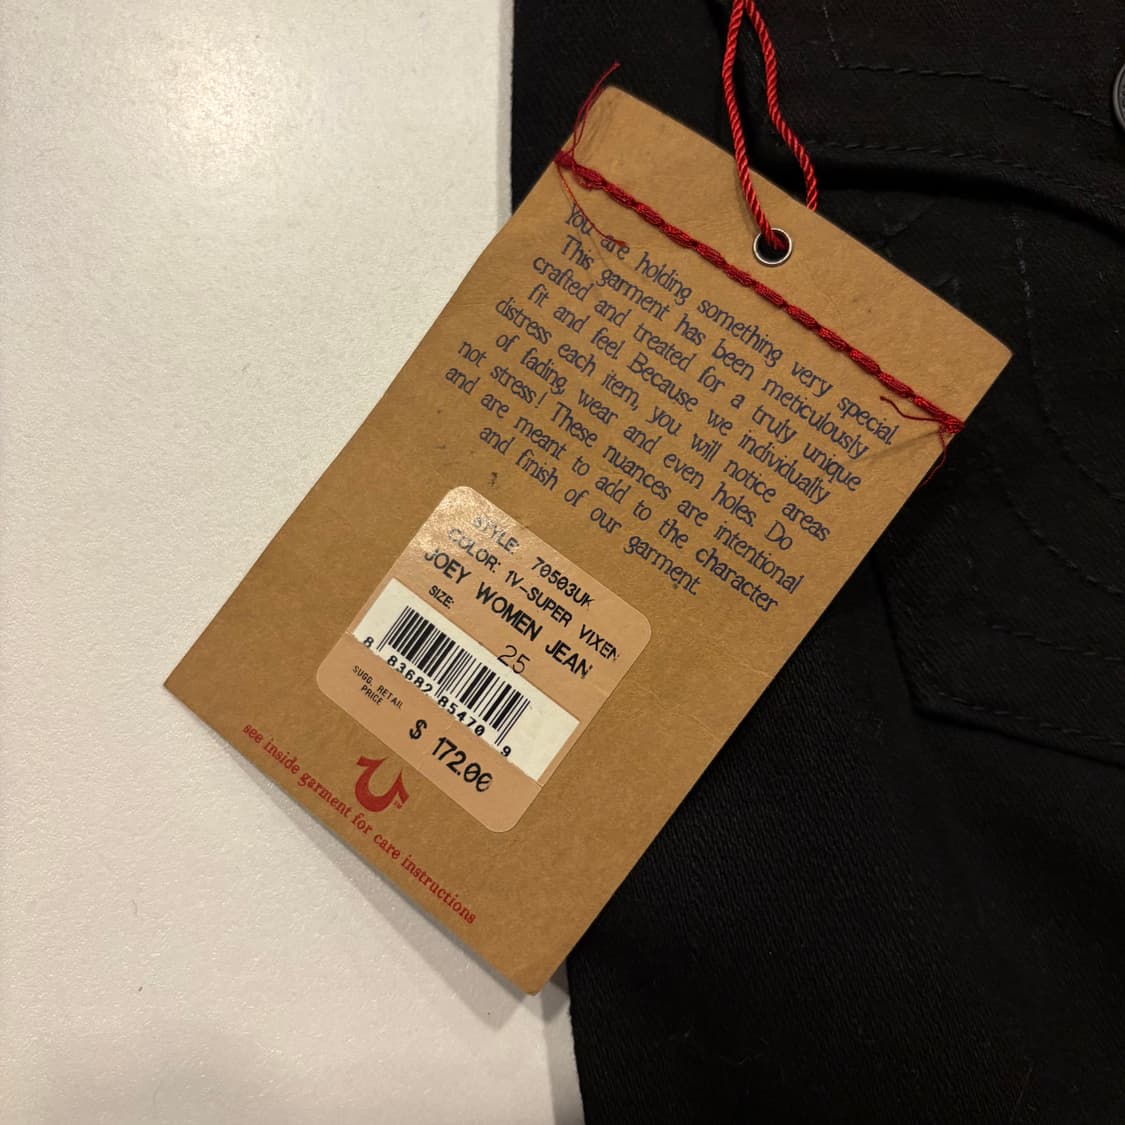 You are holding something very special.
This garment has been meticulously
crafted and treated for a truly unique
fit and feel. Because we individually
distress each item, you will notice areas
of fading, wear and even holes. Do
not stress! These nuances are intentional
and are meant to add to the character
and finish of our garment.
STYLE: 70503UK
COLOR: 1V-SUPER VIXEN
JOEY WOMEN JEAN
SIZE: 25
8 83682 85470 9
SUGG. RETAIL
PRICE
$ 172.00
see inside garment for care instructions